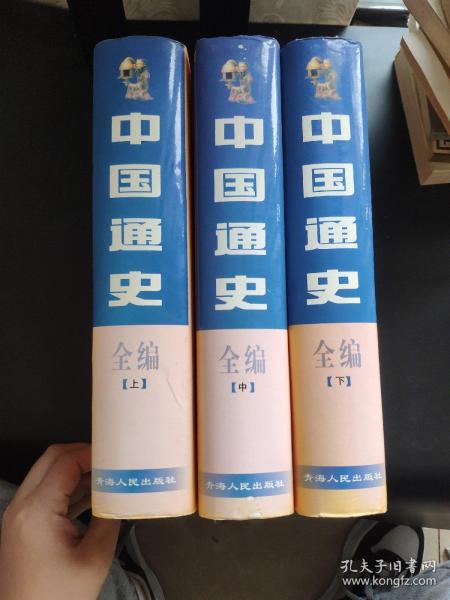 中国通史
全编
【上】
青海人民出版社
中国通史
全编
【中】
青海人民出版社
中国通史
全编
【下】
青海人民出版社
孔夫子旧书网
www.kongfz.com